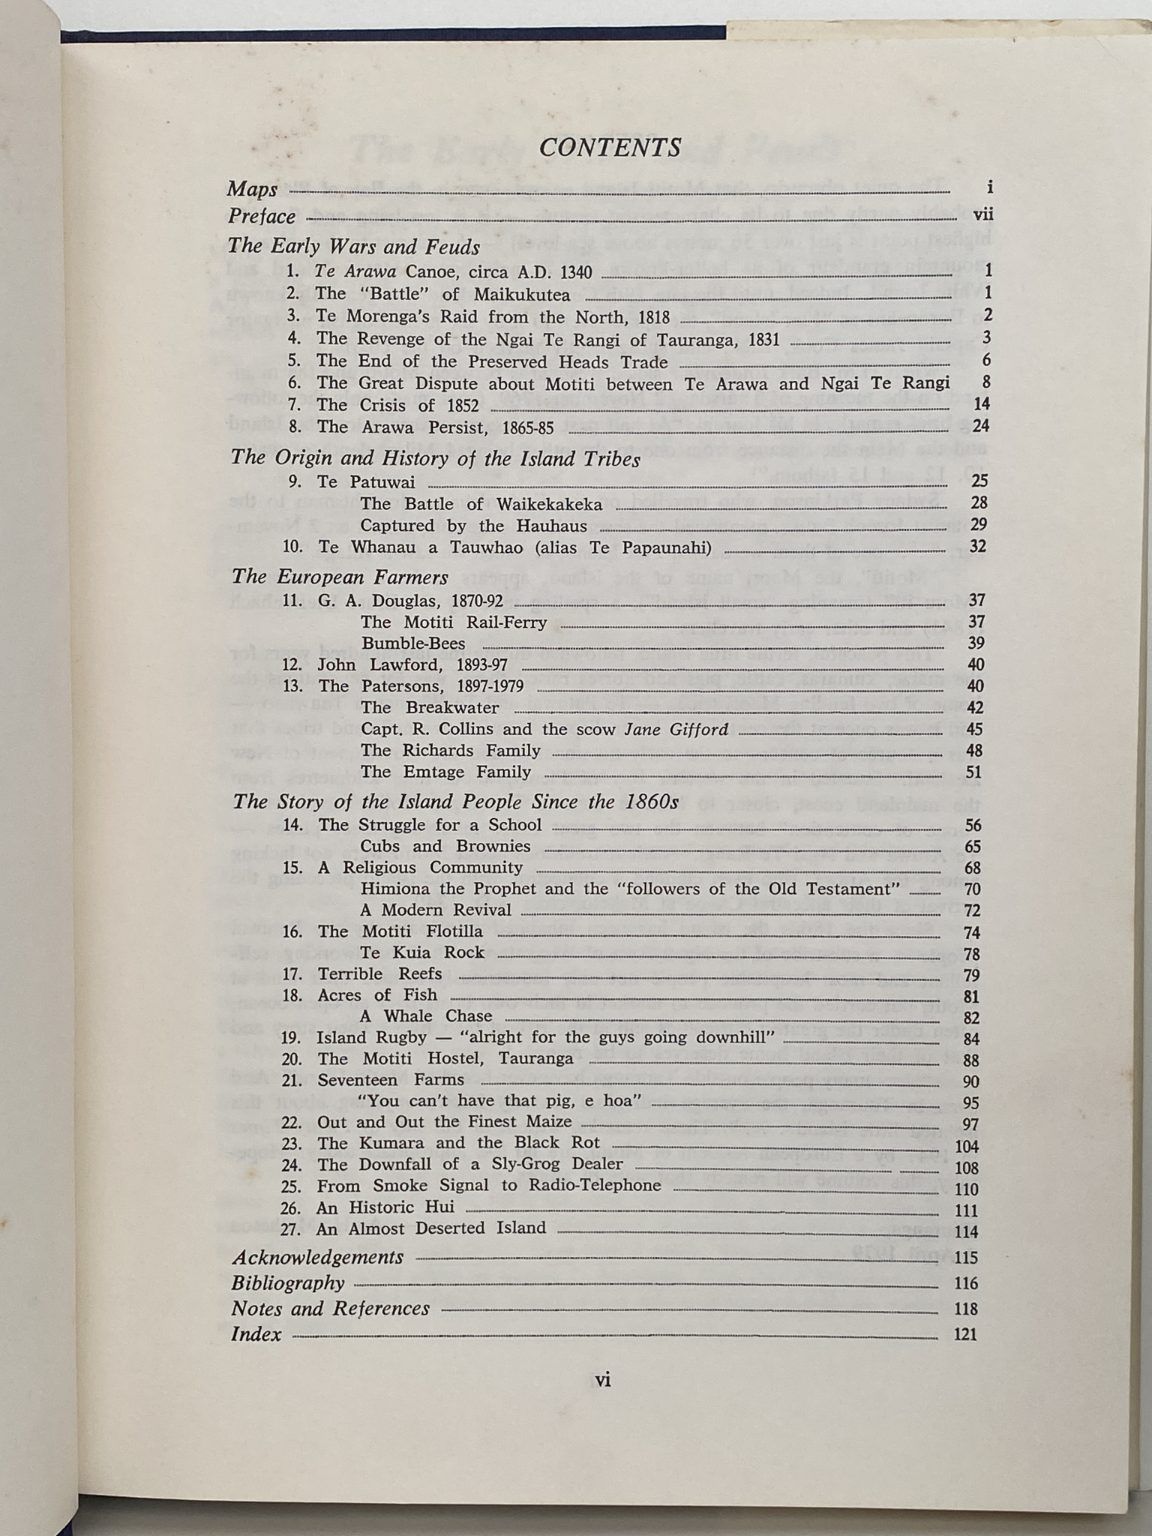 CONTENTS
Maps i
Preface vii
The Early Wars and Feuds
1. Te Arawa Canoe, circa A.D. 1340 1
2. The "Battle" of Maikukutea 1
3. Te Morenga's Raid from the North, 1818 2
4. The Revenge of the Ngai Te Rangi of Tauranga, 1831 3
5. The End of the Preserved Heads Trade 6
6. The Great Dispute about Motiti between Te Arawa and Ngai Te Rangi 8
7. The Crisis of 1852 14
8. The Arawa Persist, 1865-85 24
The Origin and History of the Island Tribes
9. Te Patuwai 25
The Battle of Waikekakeka 28
Captured by the Hauhaus 29
10. Te Whanau a Tauwhao (alias Te Papaunahi) 32
The European Farmers
11. G. A. Douglas, 1870-92 37
The Motiti Rail-Ferry 37
Bumble-Bees 39
12. John Lawford, 1893-97 40
13. The Patersons, 1897-1979 40
The Breakwater 42
Capt. R. Collins and the scow Jane Gifford 45
The Richards Family 48
The Emtage Family 51
The Story of the Island People Since the 1860s
14. The Struggle for a School 56
Cubs and Brownies 65
15. A Religious Community 68
Himiona the Prophet and the "followers of the Old Testament" 70
A Modern Revival 72
16. The Motiti Flotilla 74
Te Kuia Rock 78
17. Terrible Reefs 79
18. Acres of Fish 81
A Whale Chase 82
19. Island Rugby — "alright for the guys going downhill" 84
20. The Motiti Hostel, Tauranga 88
21. Seventeen Farms 90
"You can't have that pig, e hoa" 95
22. Out and Out the Finest Maize 97
23. The Kumara and the Black Rot 104
24. The Downfall of a Sly-Grog Dealer 108
25. From Smoke Signal to Radio-Telephone 110
26. An Historic Hui 111
27. An Almost Deserted Island 114
Acknowledgements 115
Bibliography 116
Notes and References 118
Index 121
vi